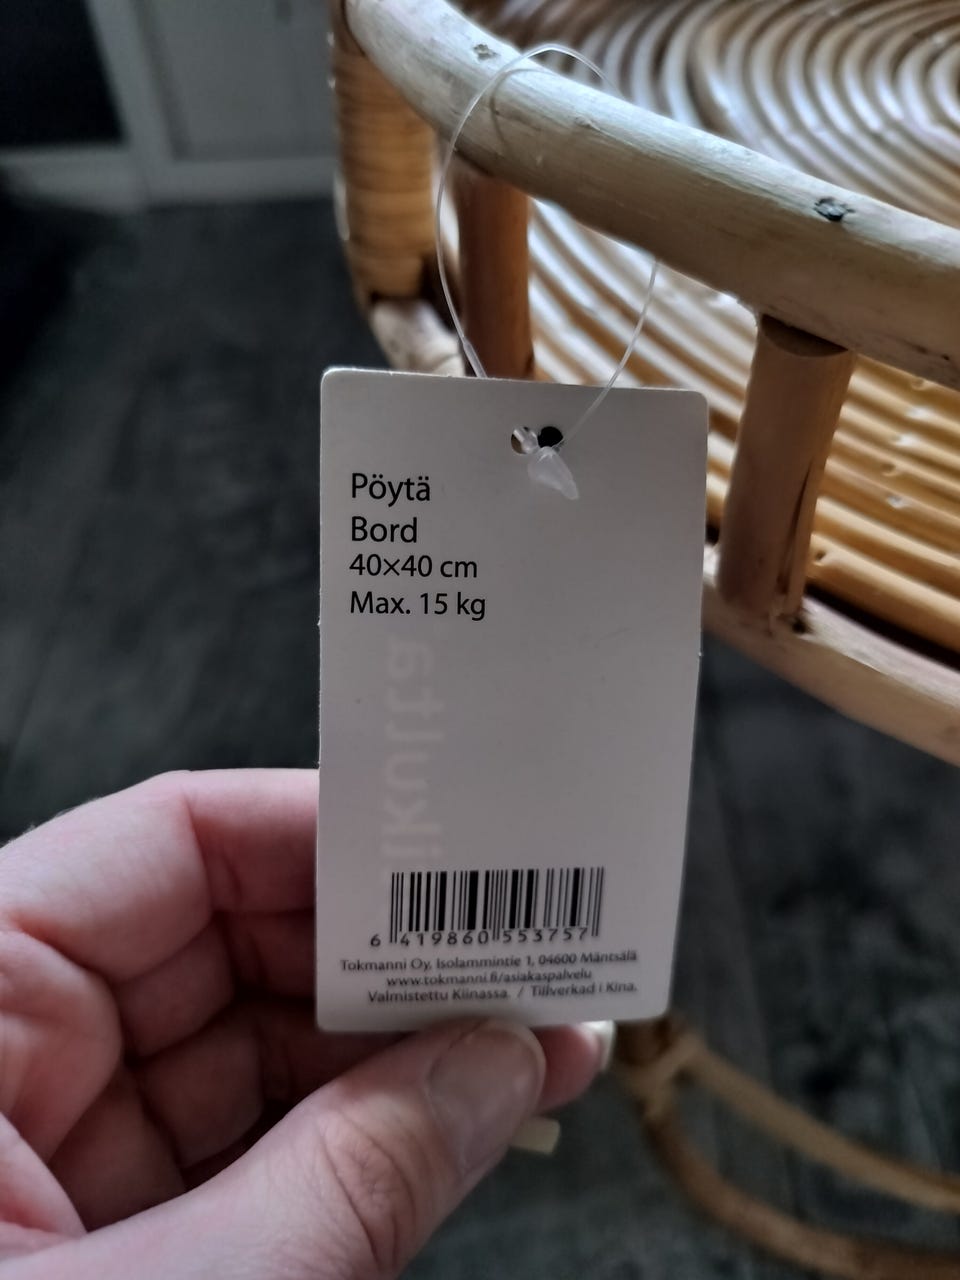 Pöytä
Bord
40×40 cm
Max. 15 kg
6 419860 553757
Tokmanni Oy, Isolammintie 1, 04600 Mäntsälä
www.tokmanni.fi/asiakaspalvelu
Valmistettu Kiinassa. / Tillverkad i Kina.